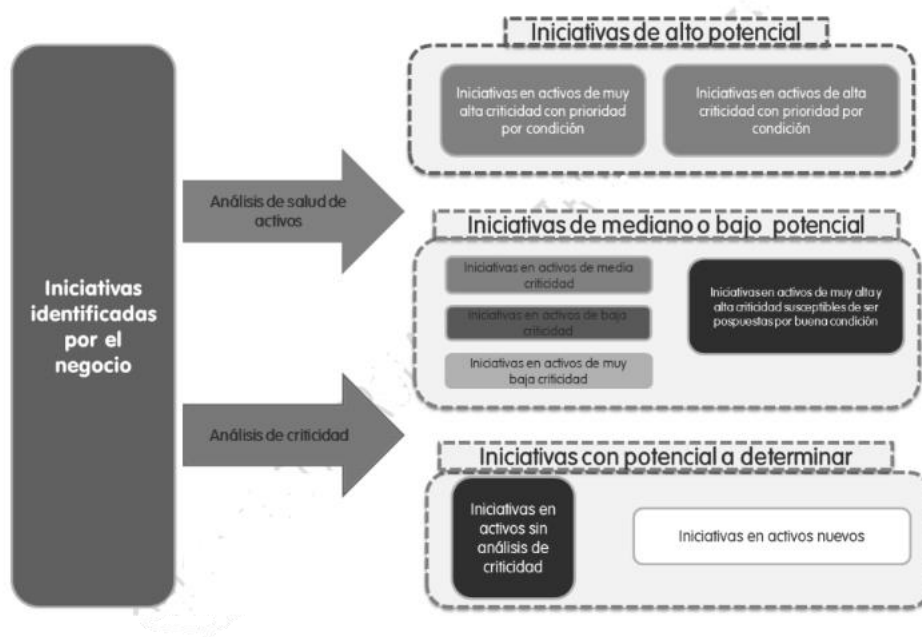 Iniciativas identificadas
por el
negocio
Análisis de salud de
activos
Análisis de criticidad
Iniciativas de alto potencial
Iniciativas en activos de muy
alta criticidad con prioridad
por condición
Iniciativas en activos de alta
criticidad con prioridad por
condición
Iniciativas de mediano o bajo potencial
Iniciativas en activos de media
criticidad
Iniciativas en activos de baja
criticidad
Iniciativas en activos de muy
baja criticidad
Iniciativas en activos de muy alta y
alta criticidad susceptibles de ser
pospuestas por buena condición
Iniciativas con potencial a determinar
Iniciativas en
activos sin
análisis de
criticidad
Iniciativas en activos nuevos